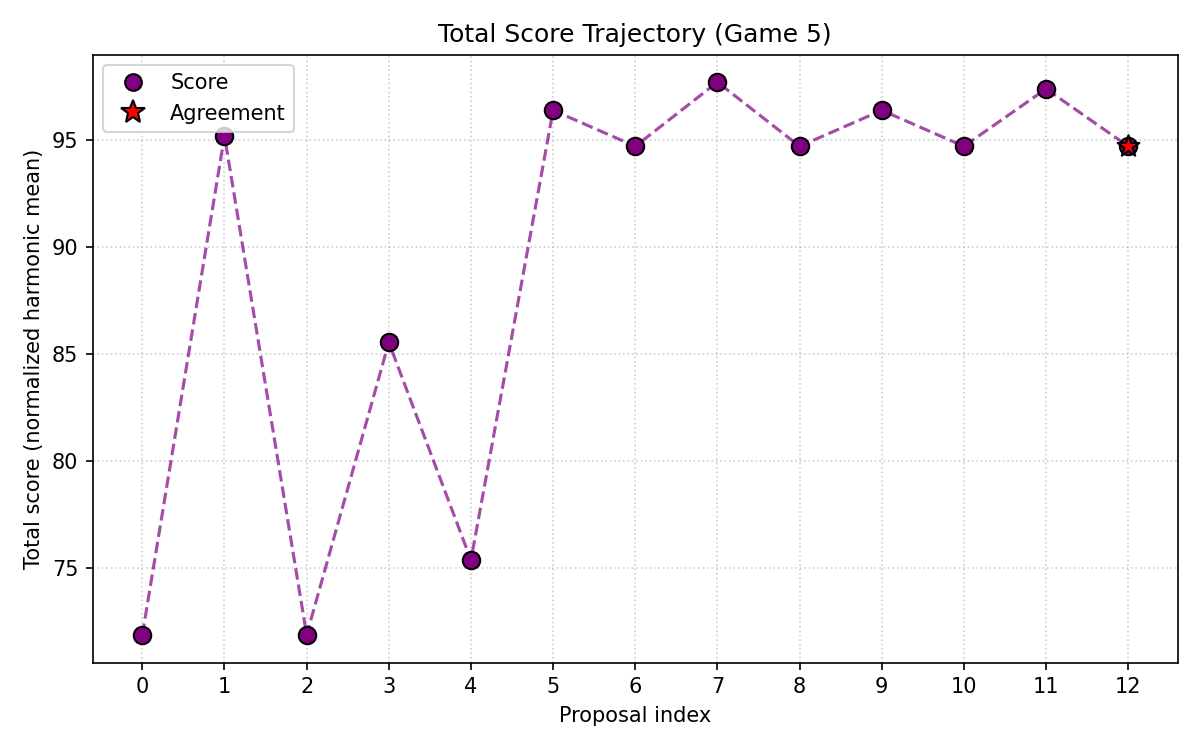 Total Score Trajectory (Game 5)
Score
Agreement
Total score (normalized harmonic mean)
95
90
85
80
75
0 1 2 3 4 5 6 7 8 9 10 11 12
Proposal index